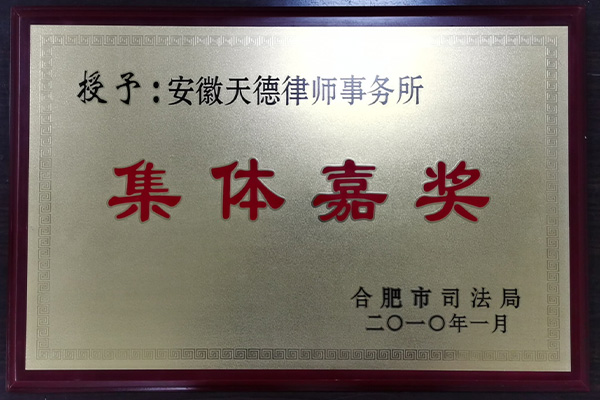 授予：安徽天德律师事务所
集体嘉奖
合肥市司法局
二〇一〇年一月